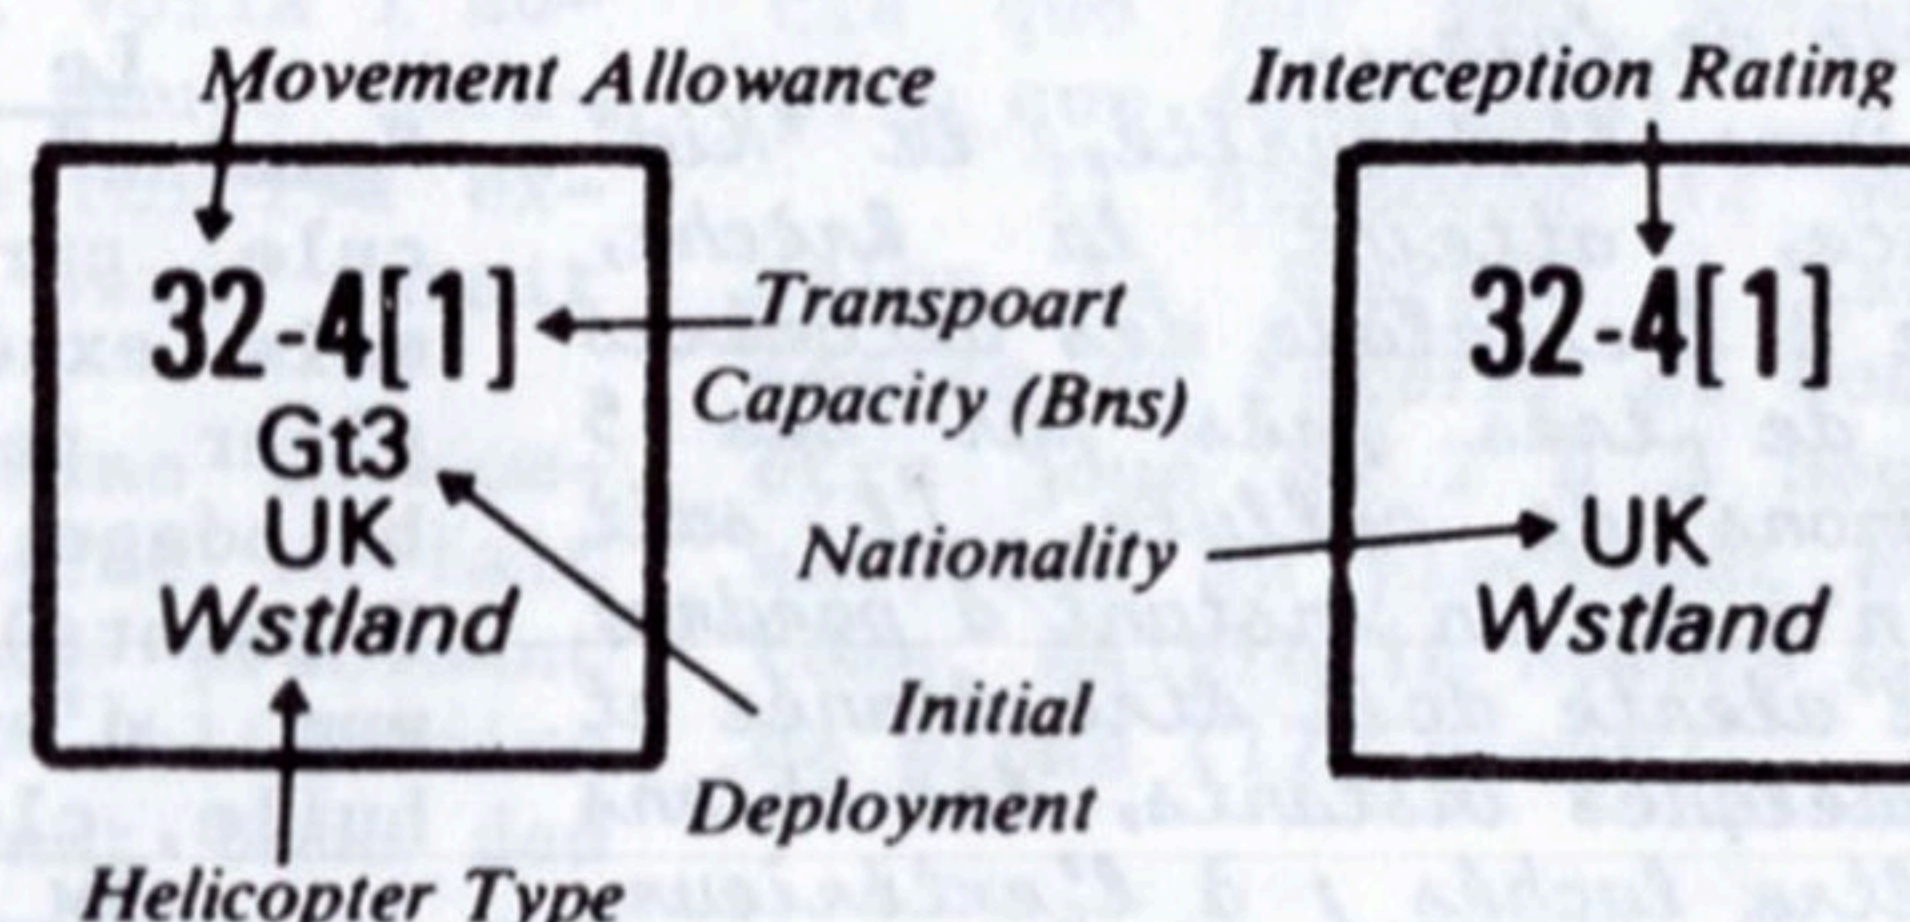 Movement Allowance
Interception Rating
32-4[1]
Transpoart
Capacity (Bns)
Gt3
UK
Wstland
Nationality
Initial
Deployment
Helicopter Type
32-4[1]
UK
Wstland